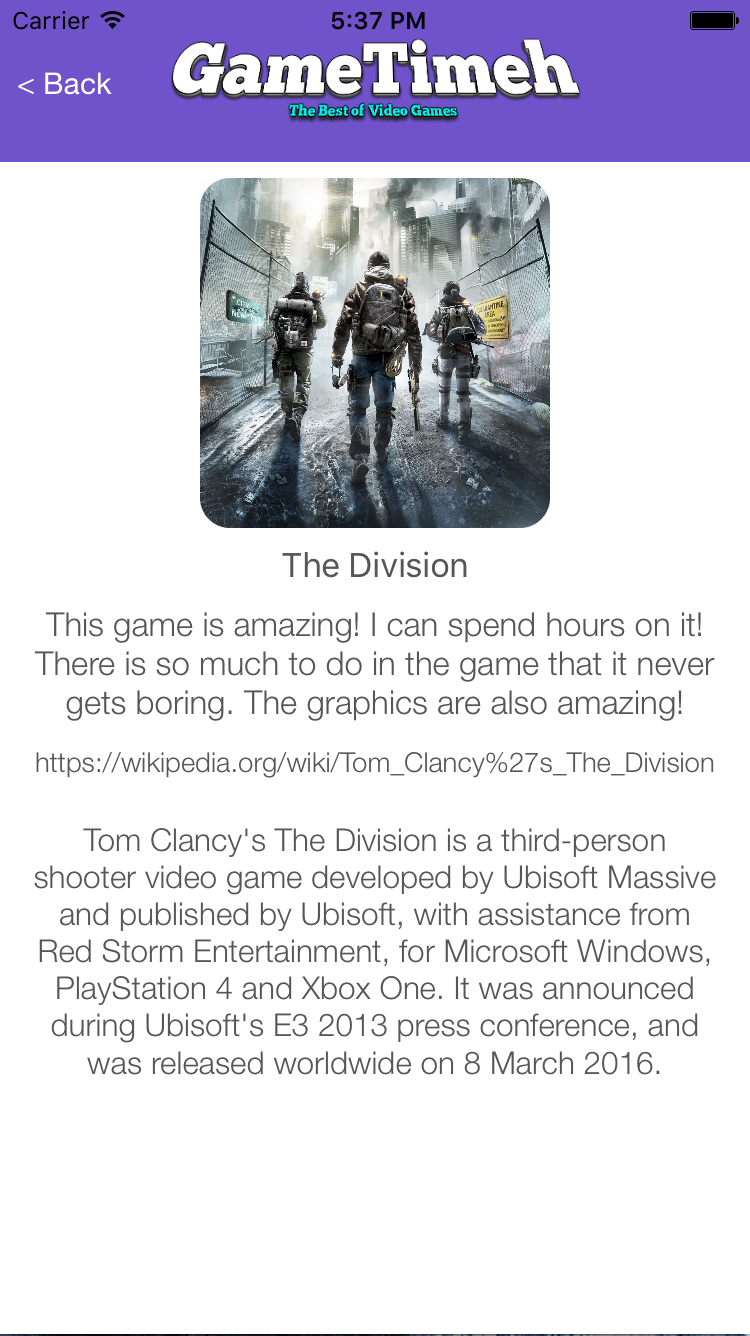 Carrier 5:37 PM
< Back
GameTimeh
The Best of Video Games
The Division
This game is amazing! I can spend hours on it!
There is so much to do in the game that it never
gets boring. The graphics are also amazing!
https://wikipedia.org/wiki/Tom_Clancy%27s_The_Division
Tom Clancy's The Division is a third-person
shooter video game developed by Ubisoft Massive
and published by Ubisoft, with assistance from
Red Storm Entertainment, for Microsoft Windows,
PlayStation 4 and Xbox One. It was announced
during Ubisoft's E3 2013 press conference, and
was released worldwide on 8 March 2016.